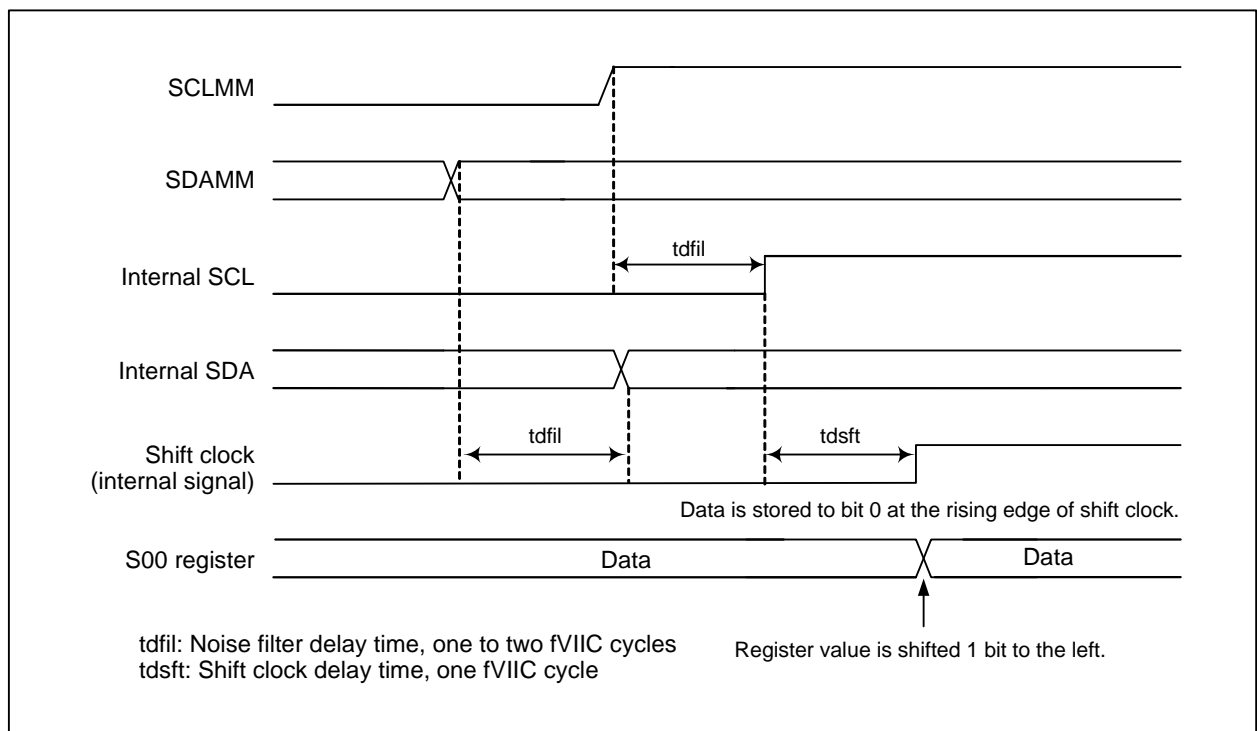 SCLMM
SDAMM
tdfil
Internal SCL
Internal SDA
tdfil
tdsft
Shift clock
(internal signal)
Data is stored to bit 0 at the rising edge of shift clock.
S00 register
Data
Data
tdfil: Noise filter delay time, one to two fVIIC cycles
Register value is shifted 1 bit to the left.
tdsft: Shift clock delay time, one fVIIC cycle